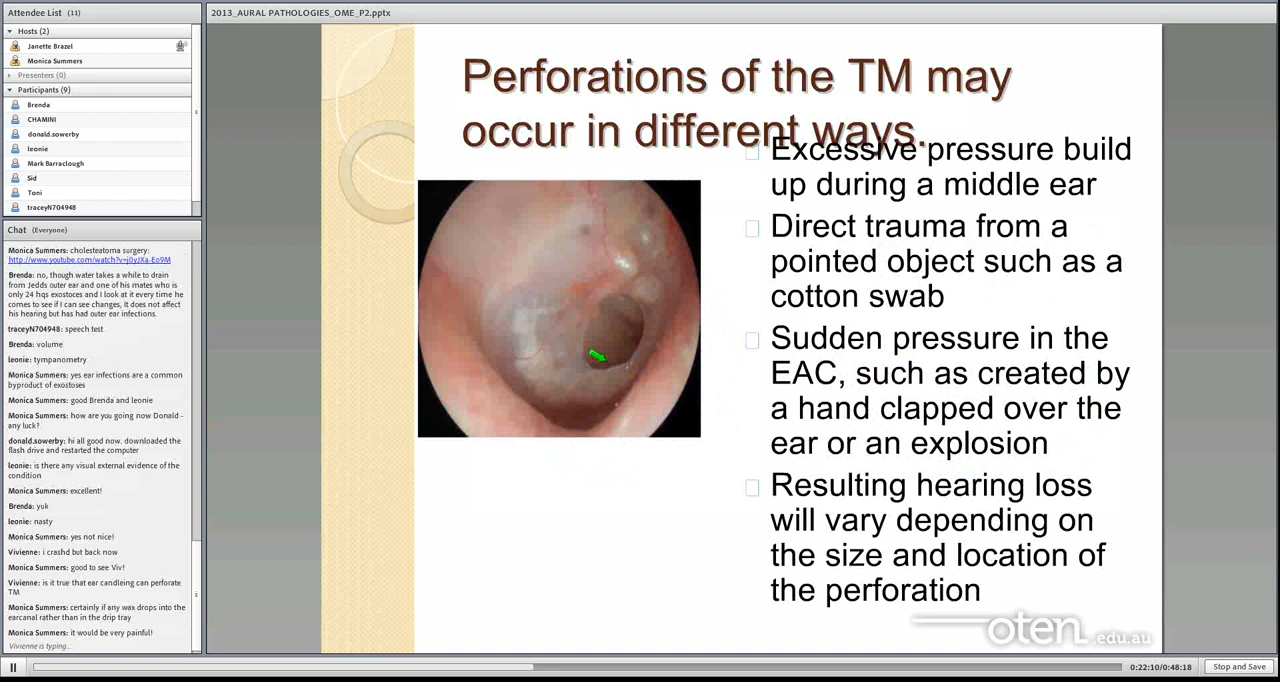 Attendee List (11)
Hosts (2)
Janette Brazel
Monica Summers
Presenters (0)
Participants (9)
Brenda
CHAMINI
donald.sowerby
leonie
Mark Barraclough
Sid
Toni
traceyN704948
Chat (Everyone)
Monica Summers: cholesteatoma surgery:
http://www.youtube.com/watch?v=j0yJXa-Eo9M
Brenda: no, though water takes a while to drain
from Jedds outer ear and one of his mates who is
only 24 hqs exostoces and I look at it every time he
comes to see if I can see changes, It does not affect
his hearing but has had outer ear infections.
traceyN704948: speech test
Brenda: volume
leonie: tympanometry
Monica Summers: yes ear infections are a common
byproduct of exostoses
Monica Summers: good Brenda and leonie
Monica Summers: how are you going now Donald -
any luck?
donald.sowerby: hi all good now. downloaded the
flash drive and restarted the computer
leonie: is there any visual external evidence of the
condition
Monica Summers: excellent!
Brenda: yuk
leonie: nasty
Monica Summers: yes not nice!
Vivienne: i crashd but back now
Monica Summers: good to see Viv!
Vivienne: is it true that ear candleing can perforate
TM
Monica Summers: certainly if any wax drops into the
earcanal rather than in the drip tray
Monica Summers: it would be very painful!
Vivienne is typing...
2013_AURAL PATHOLOGIES_OME_P2.pptx
Perforations of the TM may
occur in different ways.
Excessive pressure build
up during a middle ear
Direct trauma from a
pointed object such as a
cotton swab
Sudden pressure in the
EAC, such as created by
a hand clapped over the
ear or an explosion
Resulting hearing loss
will vary depending on
the size and location of
the perforation
oten.edu.au
0:22:10/0:48:18
Stop and Save